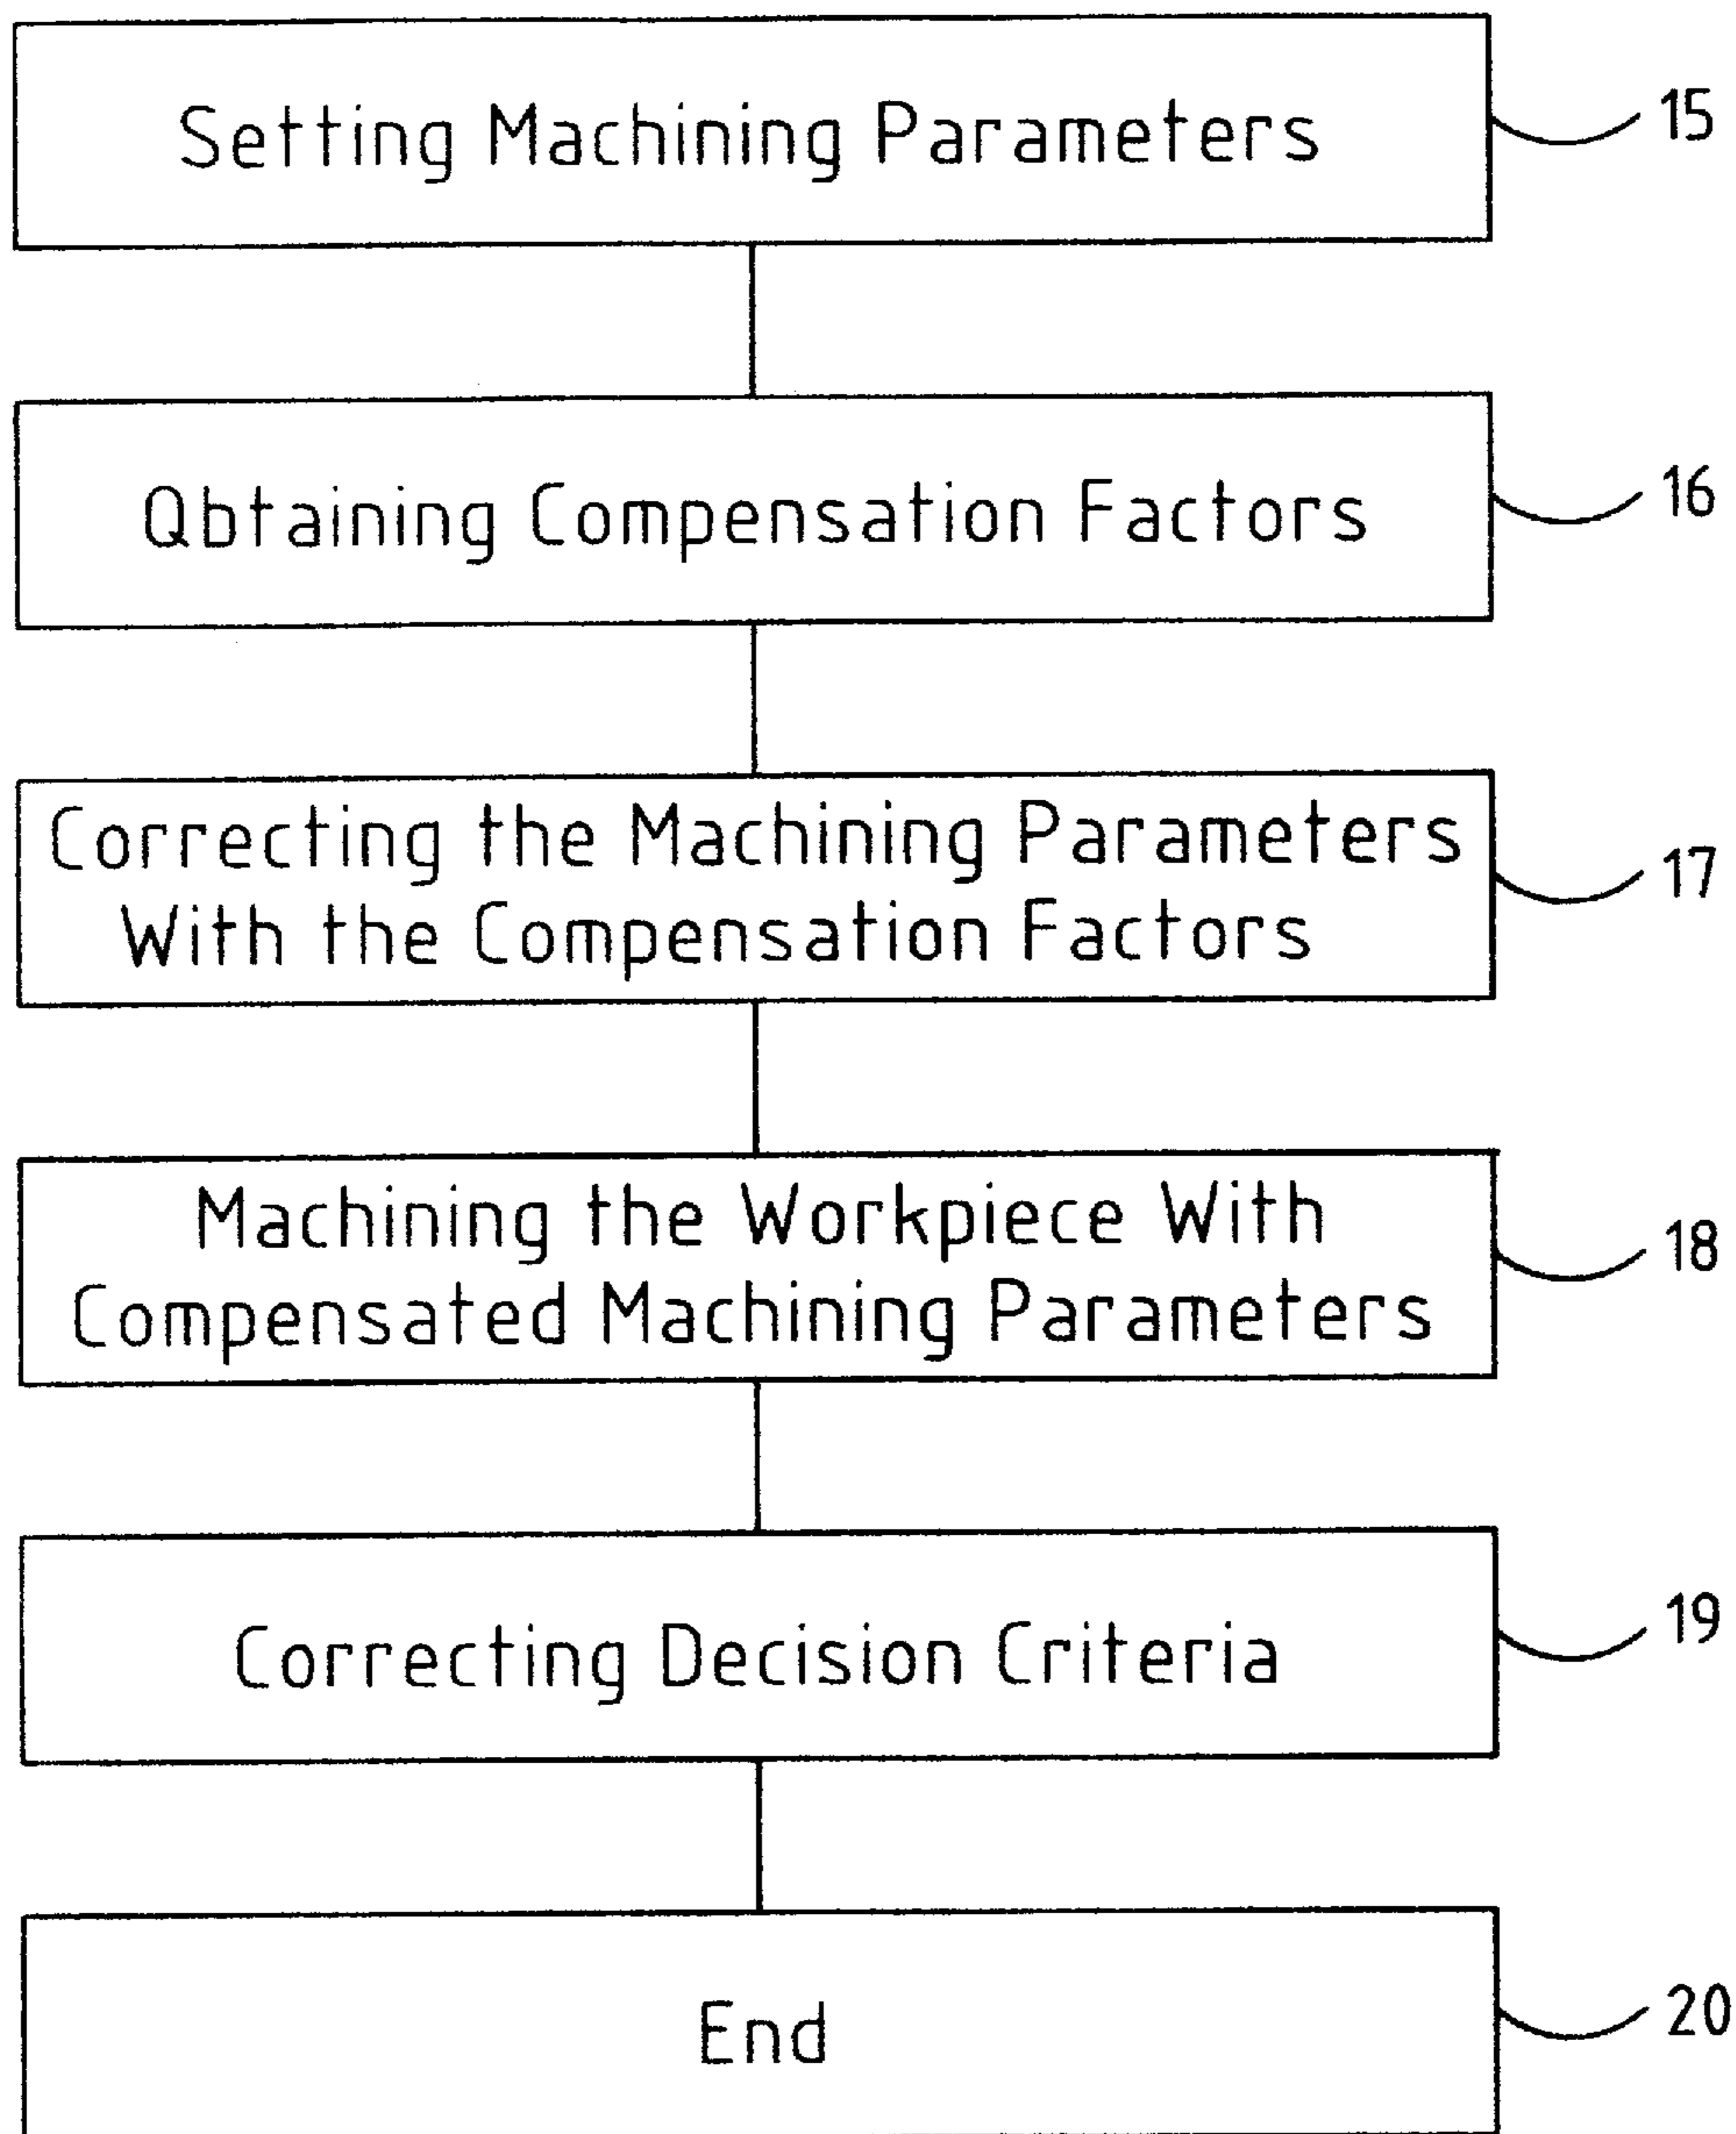 Setting Machining Parameters
15
Qbtaining Compensation Factors
16
Correcting the Machining Parameters
With the Compensation Factors
17
Machining the Workpiece With
Compensated Machining Parameters
18
Correcting Decision Criteria
19
End
20